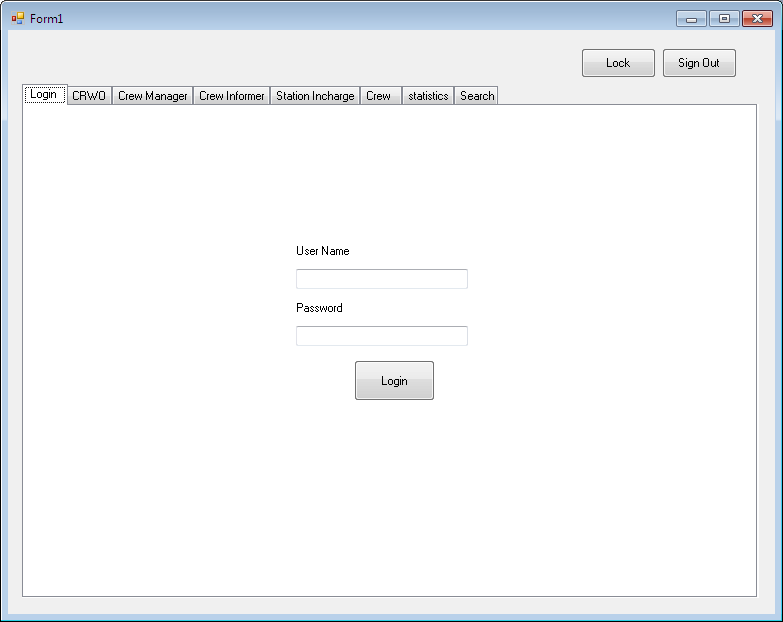 Form1
Lock Sign Out
Login CRWO Crew Manager Crew Informer Station Incharge Crew statistics Search
User Name
Password
Login